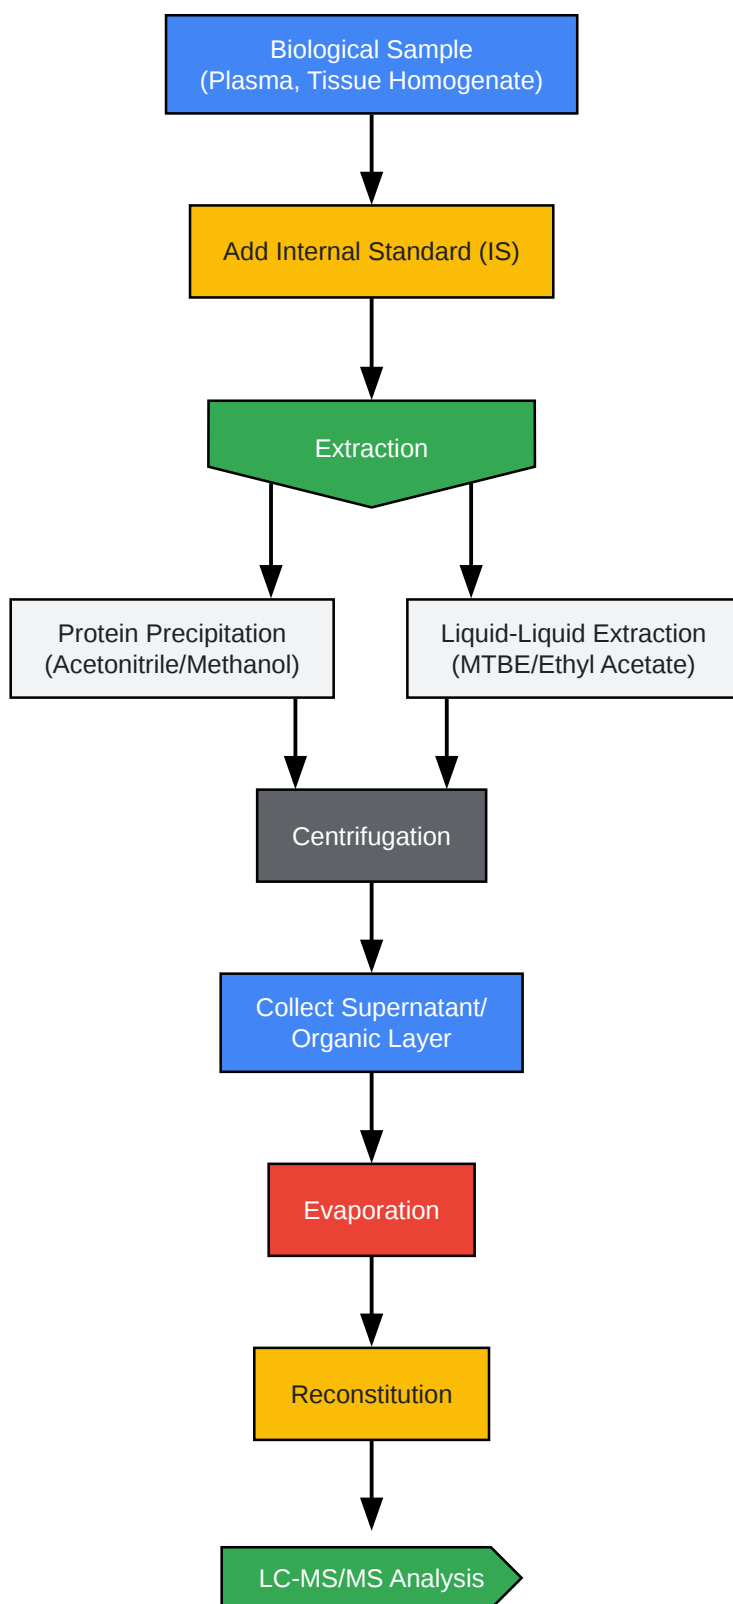 Biological Sample
(Plasma, Tissue Homogenate)
Add Internal Standard (IS)
Extraction
Protein Precipitation
(Acetonitrile/Methanol)
Liquid-Liquid Extraction
(MTBE/Ethyl Acetate)
Centrifugation
Collect Supernatant/
Organic Layer
Evaporation
Reconstitution
LC-MS/MS Analysis